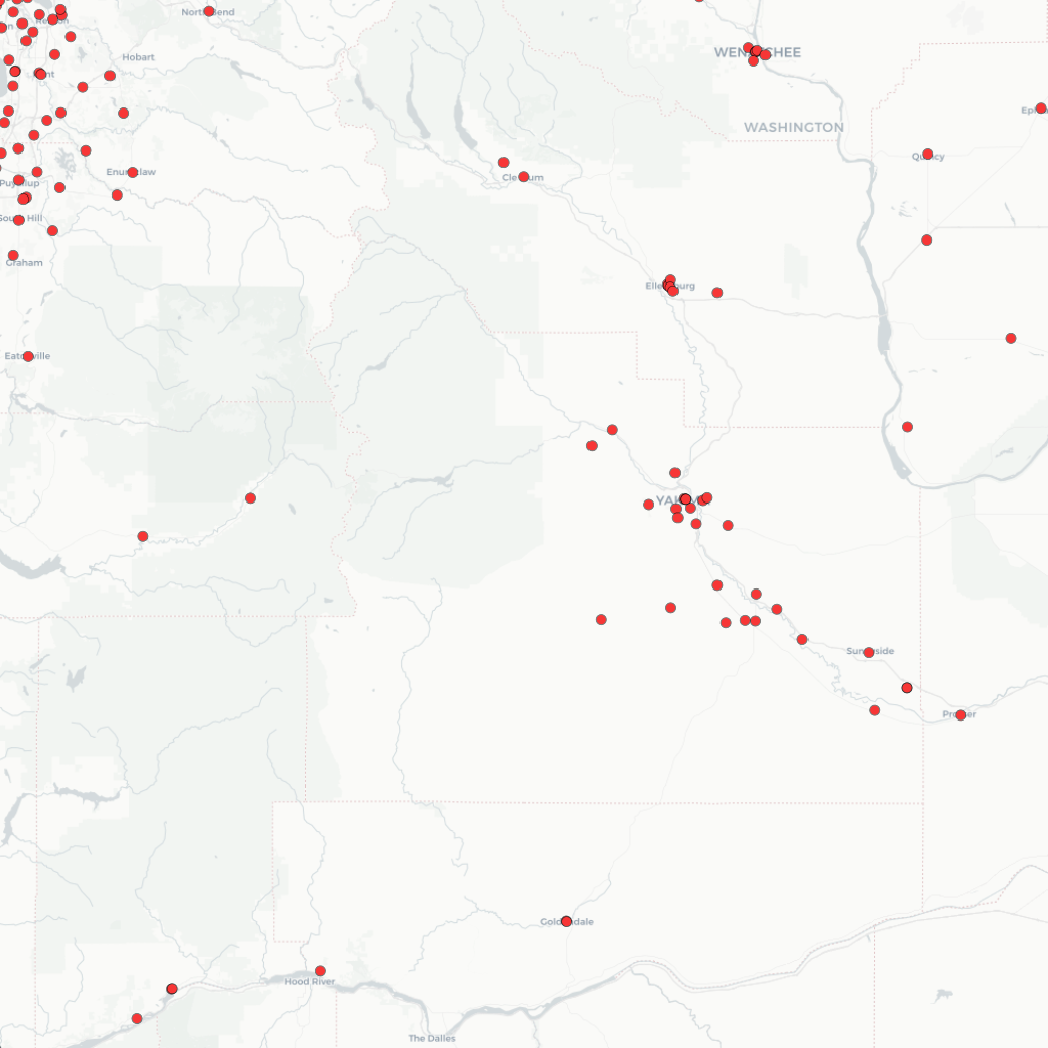 North Bend
Hobart
WENATCHEE
WASHINGTON
Quincy
Enumclaw
Cle Elum
Puyallup
South Hill
Graham
Ellensburg
Eatonville
YAKIMA
Sunnyside
Prosser
Goldendale
Hood River
The Dalles